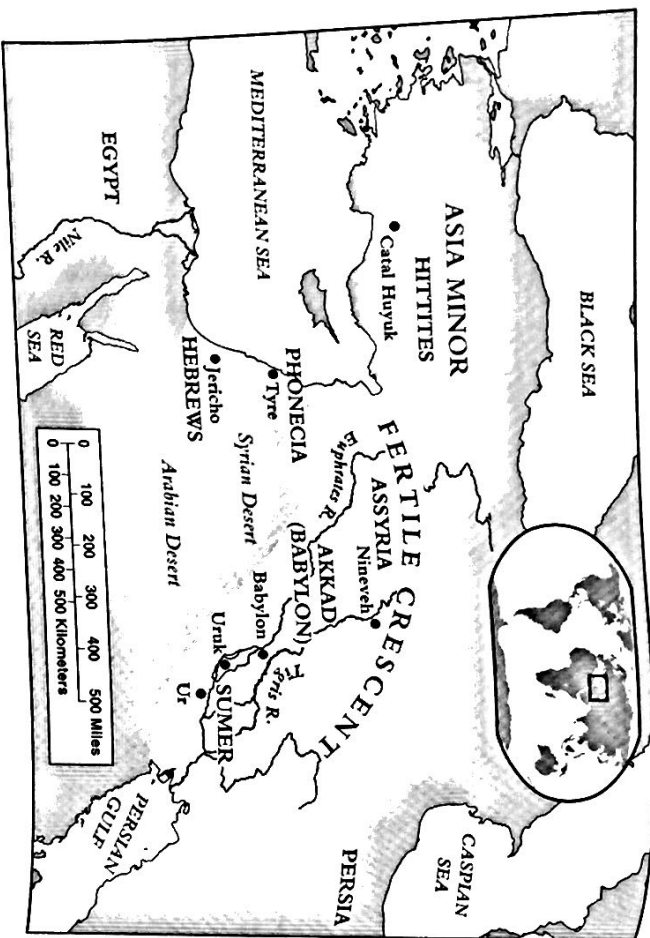 BLACK SEA
CASPIAN
SEA
ASIA MINOR
HITTITES
Catal Huyuk
FERTILE CRESCENT
ASSYRIA
Nineveh
Euphrates R.
AKKAD
(BABYLON)
PERSIA
MEDITERRANEAN SEA
PHONECIA
Tyre
Syrian Desert
Babylon
Tigris R.
Uruk
SUMER
Ur
Jericho
HEBREWS
Arabian Desert
EGYPT
Nile R.
RED
SEA
PERSIAN
GULF
0 100 200 300 400 500 Miles
0 100 200 300 400 500 Kilometers